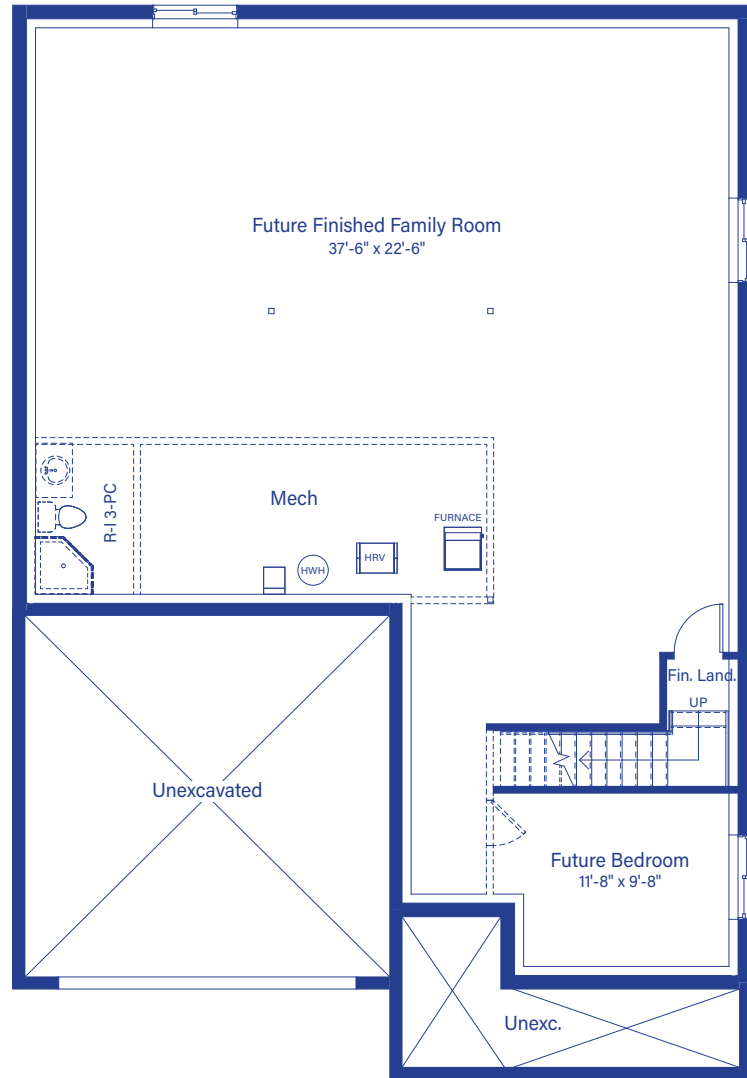 Future Finished Family Room
37'-6" x 22'-6"
R-I 3-PC
Mech
FURNACE
HRV
HWH
Fin. Land.
UP
Unexcavated
Future Bedroom
11'-8" x 9'-8"
Unexc.